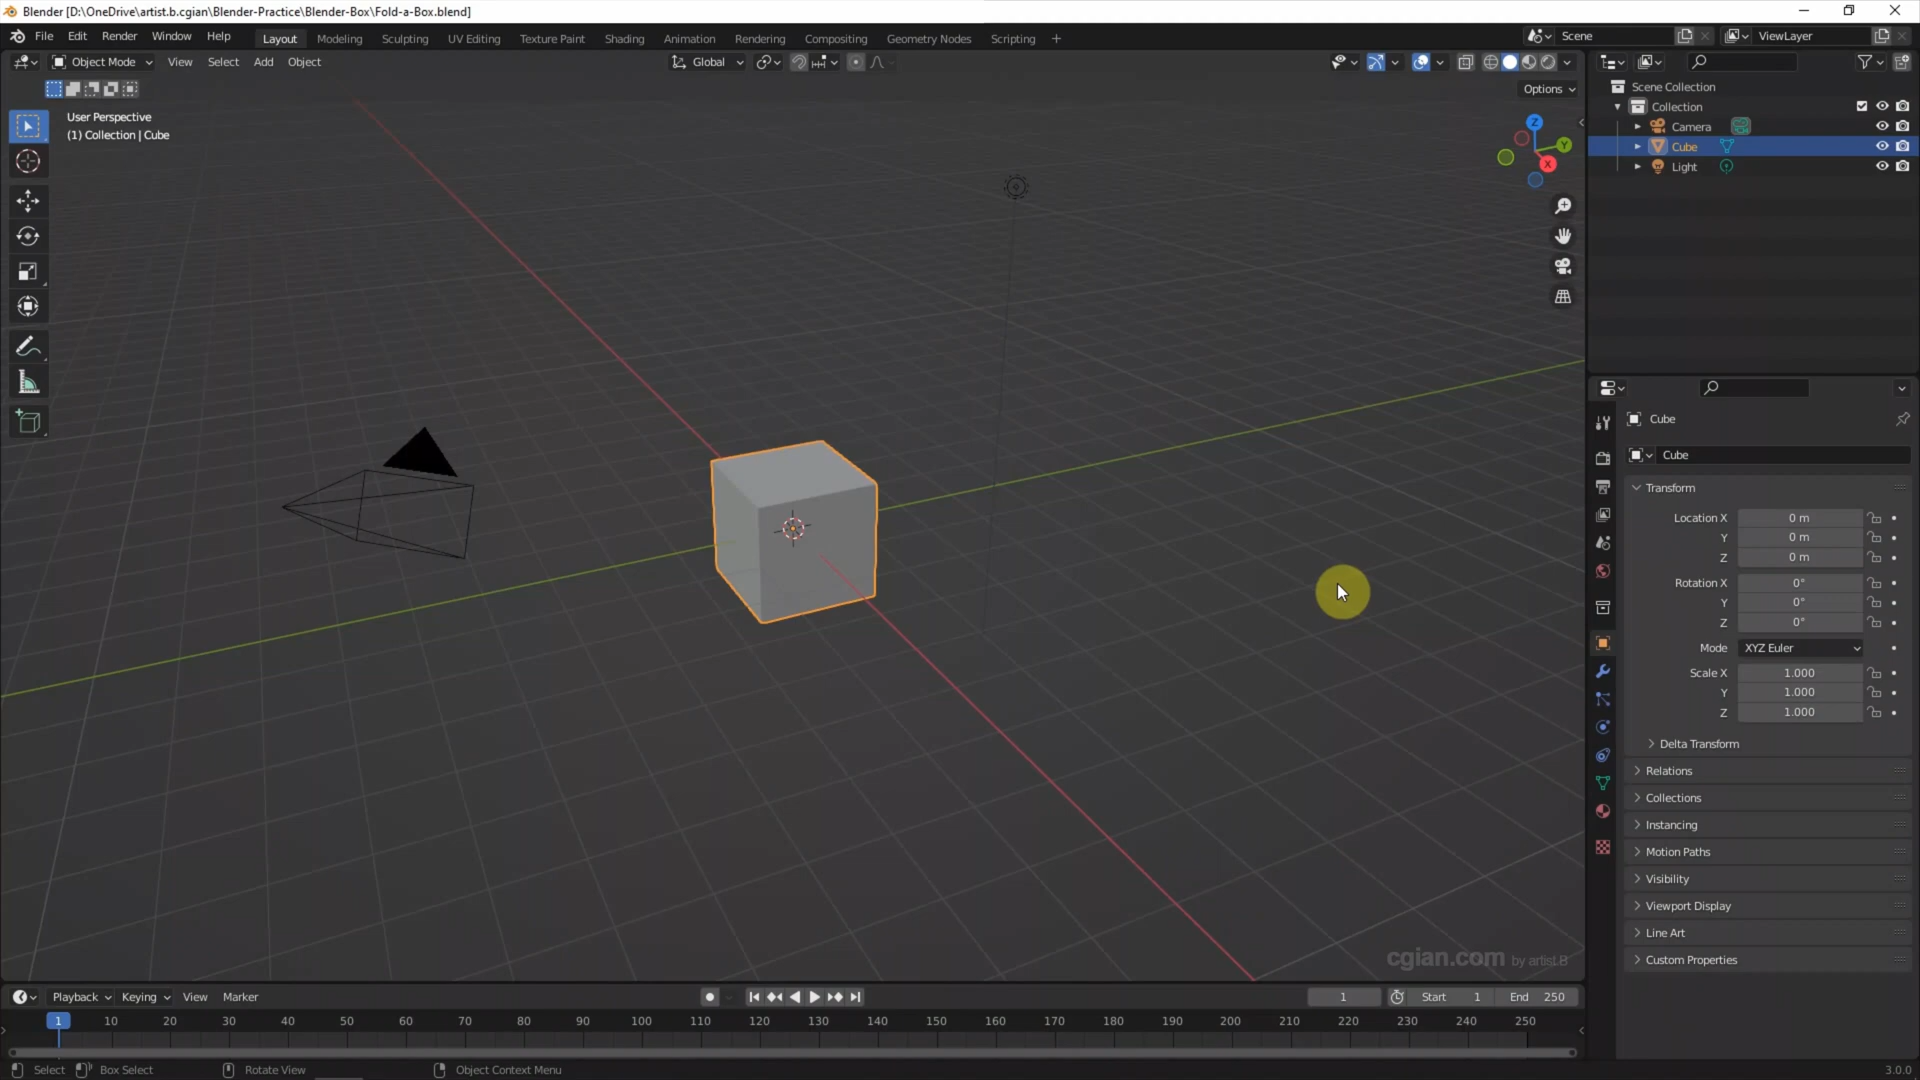 Blender [D:\OneDrive\artist.b.cgian\Blender-Practice\Blender-Box\Fold-a-Box.blend]
File Edit Render Window Help Layout Modeling Sculpting UV Editing Texture Paint Shading Animation Rendering Compositing Geometry Nodes Scripting + Scene ViewLayer
Object Mode View Select Add Object Global
Options
User Perspective
(1) Collection | Cube
Z
Y
X
Scene Collection
Collection
Camera
Cube
Light
Cube
Cube
Transform
Location X 0 m
Y 0 m
Z 0 m
Rotation X 0°
Y 0°
Z 0°
Mode XYZ Euler
Scale X 1.000
Y 1.000
Z 1.000
Delta Transform
Relations
Collections
Instancing
Motion Paths
Visibility
Viewport Display
Line Art
Custom Properties
cgian.com by artist.B
Playback Keying View Marker 1 Start 1 End 250
1 10 20 30 40 50 60 70 80 90 100 110 120 130 140 150 160 170 180 190 200 210 220 230 240 250
Select Box Select Rotate View Object Context Menu 3.0.0